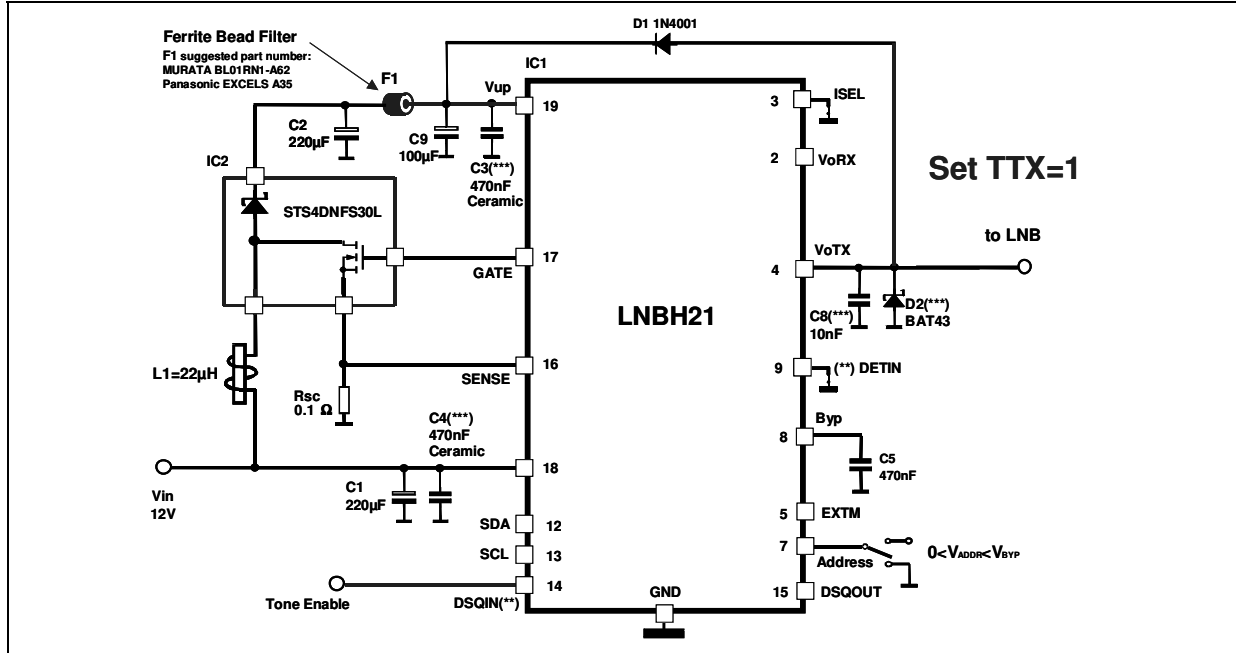 D1 1N4001
Ferrite Bead Filter
F1 suggested part number:
MURATA BL01RN1-A62
Panasonic EXCELS A35
F1
IC1
Vup
19
3
ISEL
C2
220µF
C9
100µF
C3(***)
470nF
Ceramic
2
VoRX
Set TTX=1
IC2
STS4DNFS30L
to LNB
VoTX
4
17
GATE
LNBH21
C8(***)
10nF
D2(***)
BAT43
L1=22µH
16
SENSE
9
(**) DETIN
Rsc
0.1 Ω
C4(***)
470nF
Ceramic
Byp
8
C5
470nF
18
Vin
12V
C1
220µF
5
EXTM
SDA
12
7
Address
0<VADDR<VBYP
SCL
13
14
Tone Enable
DSQIN(**)
GND
15
DSQOUT